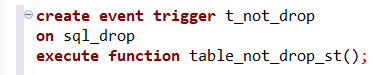 create event trigger t_not_drop
on sql_drop
execute function table_not_drop_st();